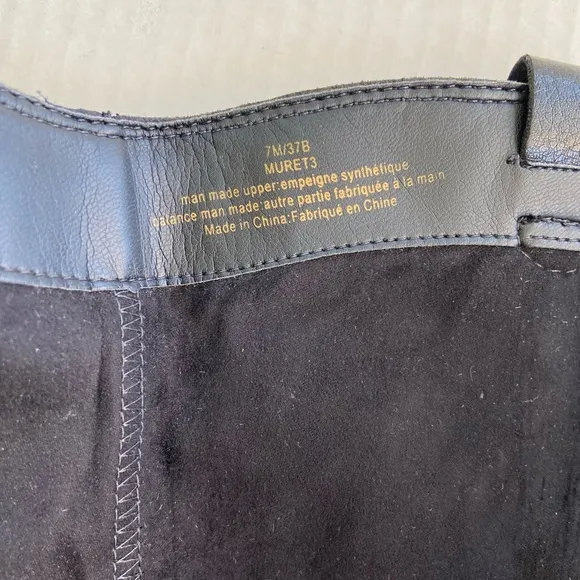 7M/37B
MURET3
man made upper:empeigne synthétique
balance man made:autre partie fabriquée à la main
Made in China:Fabriqué en Chine